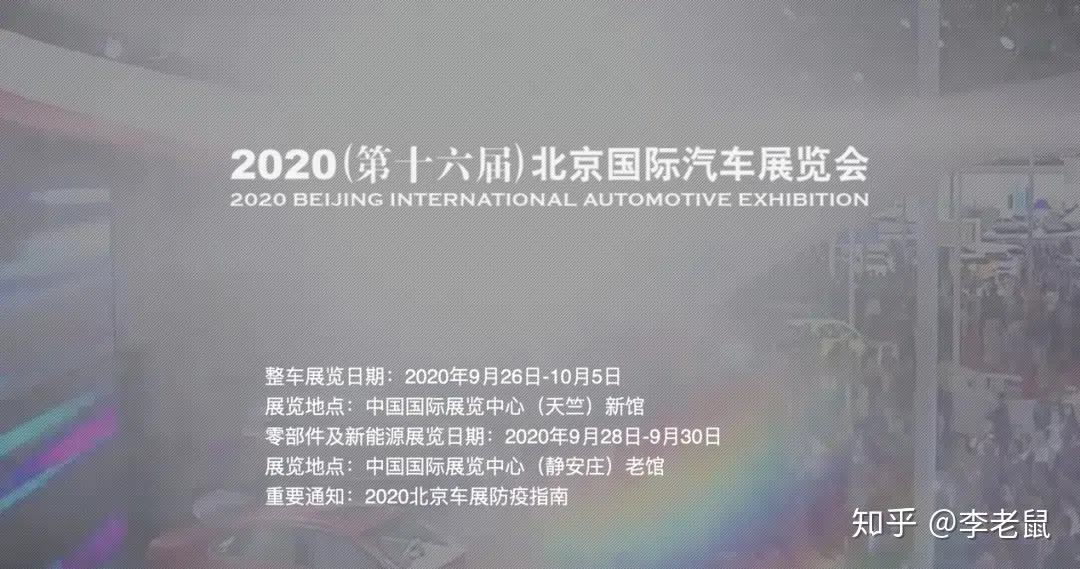 2020(第十六届)北京国际汽车展览会
2020 BEIJING INTERNATIONAL AUTOMOTIVE EXHIBITION
整车展览日期：2020年9月26日-10月5日
展览地点：中国国际展览中心（天竺）新馆
零部件及新能源展览日期：2020年9月28日-9月30日
展览地点：中国国际展览中心（静安庄）老馆
重要通知：2020北京车展防疫指南
知乎 @李老鼠